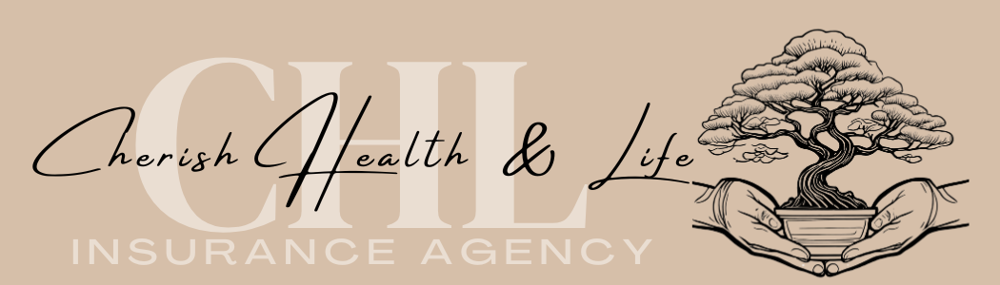 CHL
Cherish Health & Life
INSURANCE AGENCY